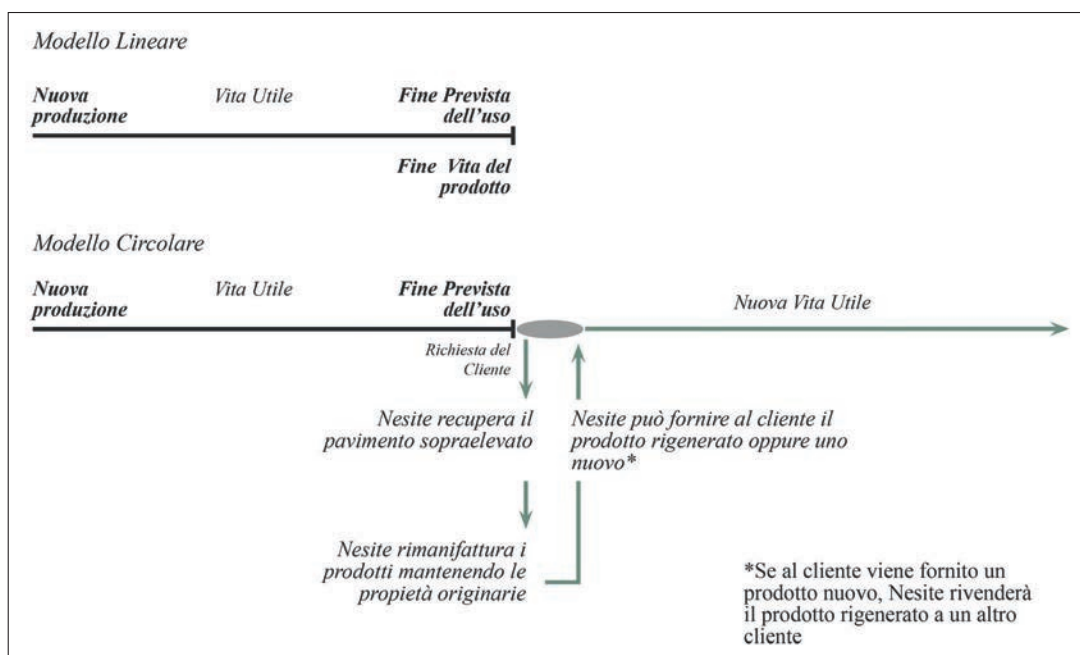 Modello Lineare
Nuova
produzione
Vita Utile
Fine Prevista
dell'uso
Fine Vita del
prodotto
Modello Circolare
Nuova
produzione
Vita Utile
Fine Prevista
dell'uso
Nuova Vita Utile
Richiesta del
Cliente
Nesite recupera il
pavimento sopraelevato
Nesite può fornire al cliente il
prodotto rigenerato oppure uno
nuovo*
Nesite rimanifattura i
prodotti mantenendo le
propietà originarie
*Se al cliente viene fornito un
prodotto nuovo, Nesite rivenderà
il prodotto rigenerato a un altro
cliente